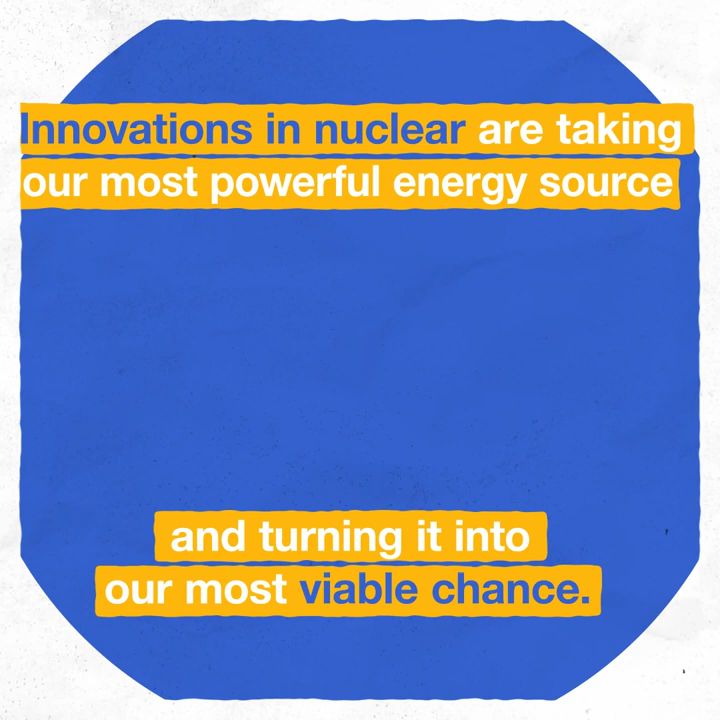 Innovations in nuclear are taking
our most powerful energy source
and turning it into
our most viable chance.